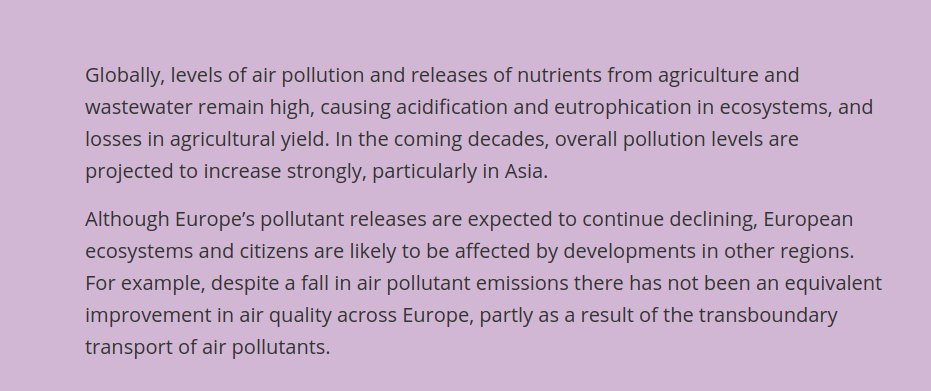 Globally, levels of air pollution and releases of nutrients from agriculture and
wastewater remain high, causing acidification and eutrophication in ecosystems, and
losses in agricultural yield. In the coming decades, overall pollution levels are
projected to increase strongly, particularly in Asia.
Although Europe’s pollutant releases are expected to continue declining, European
ecosystems and citizens are likely to be affected by developments in other regions.
For example, despite a fall in air pollutant emissions there has not been an equivalent
improvement in air quality across Europe, partly as a result of the transboundary
transport of air pollutants.